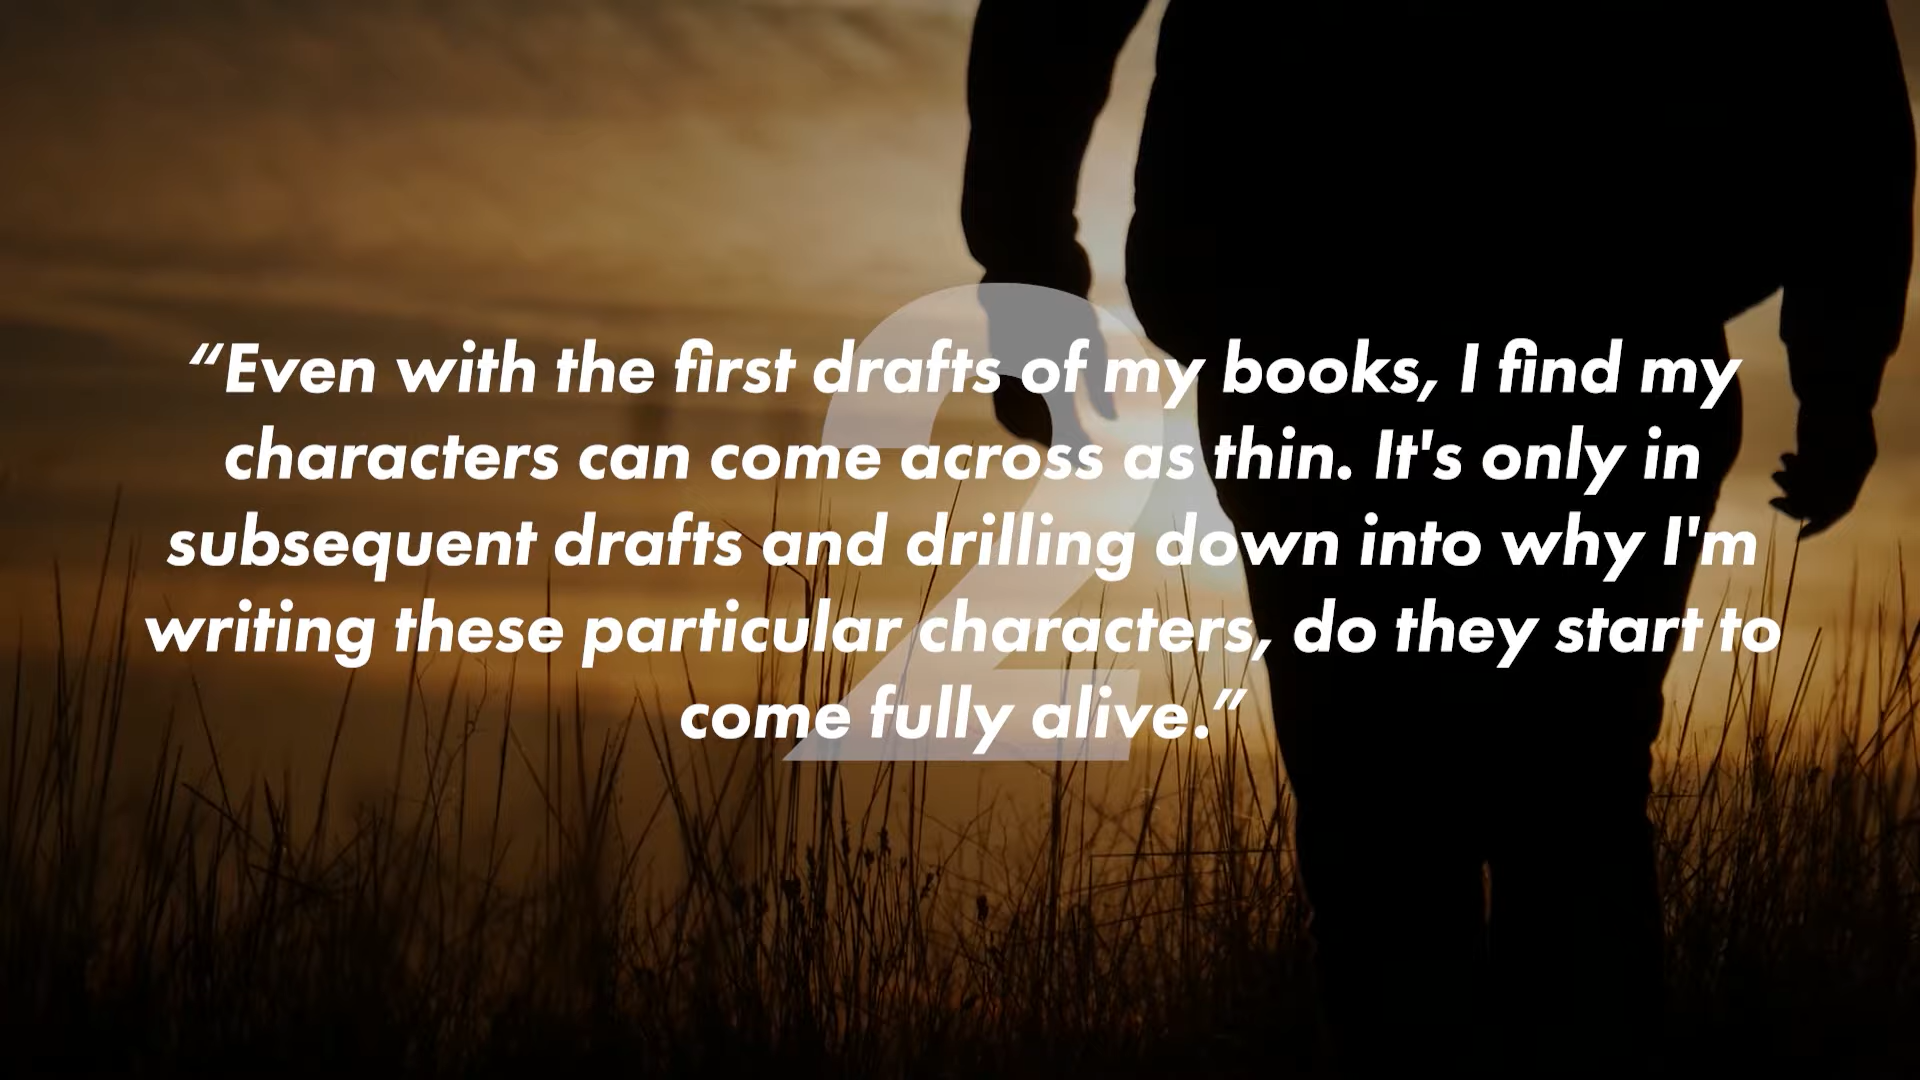 “Even with the first drafts of my books, I find my
characters can come across as thin. It's only in
subsequent drafts and drilling down into why I'm
writing these particular characters, do they start to
come fully alive.”
2